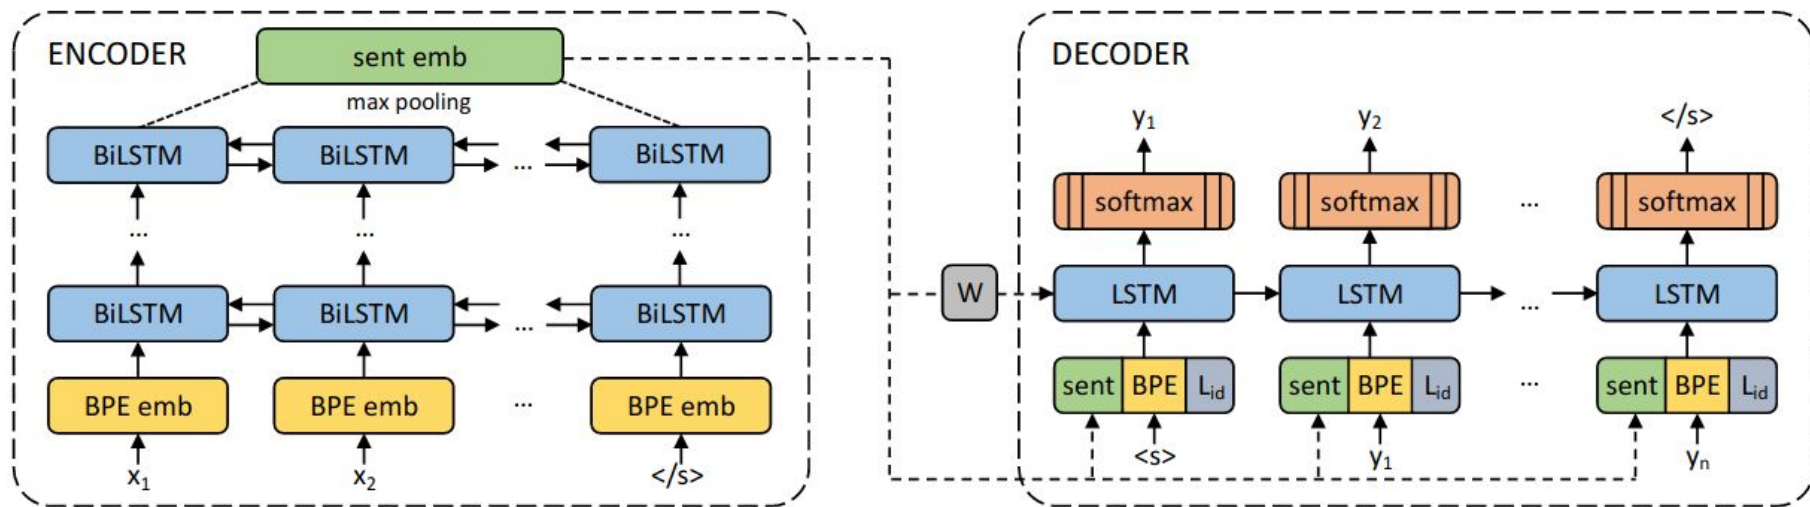 ENCODER
sent emb
max pooling
BiLSTM BiLSTM ... BiLSTM
... ... ...
BiLSTM BiLSTM ... BiLSTM
BPE emb BPE emb ... BPE emb
x1 x2 </s>
W
DECODER
y1 y2 </s>
softmax softmax ... softmax
LSTM LSTM ... LSTM
sent BPE Lid sent BPE Lid ... sent BPE Lid
<s> y1 yn